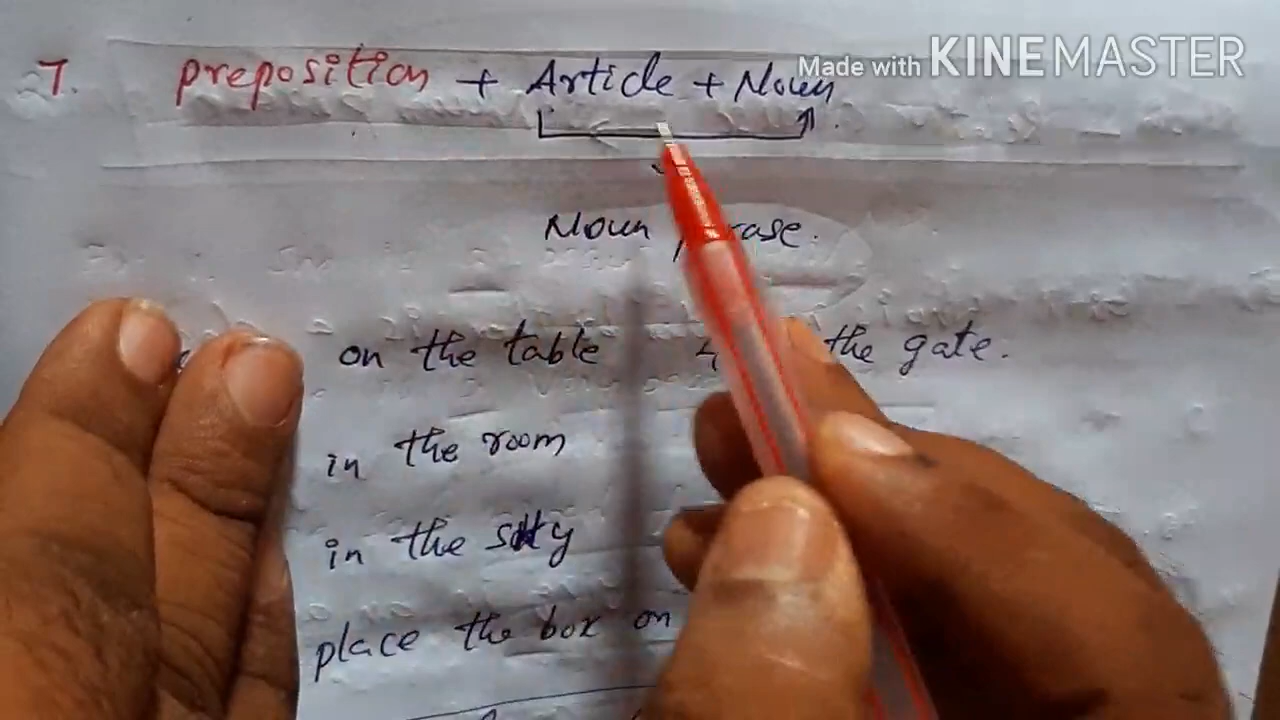 Made with KINEMASTER
7. preposition + Article + Noun
Noun
on the table the gate.
in the room
in the sky
place the box on